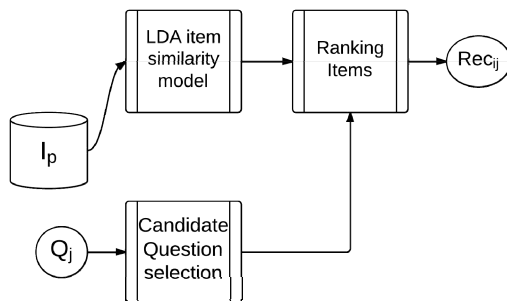 LDA item
similarity
model
Ranking
Items
Rec_ij
I_p
Q_j
Candidate
Question
selection